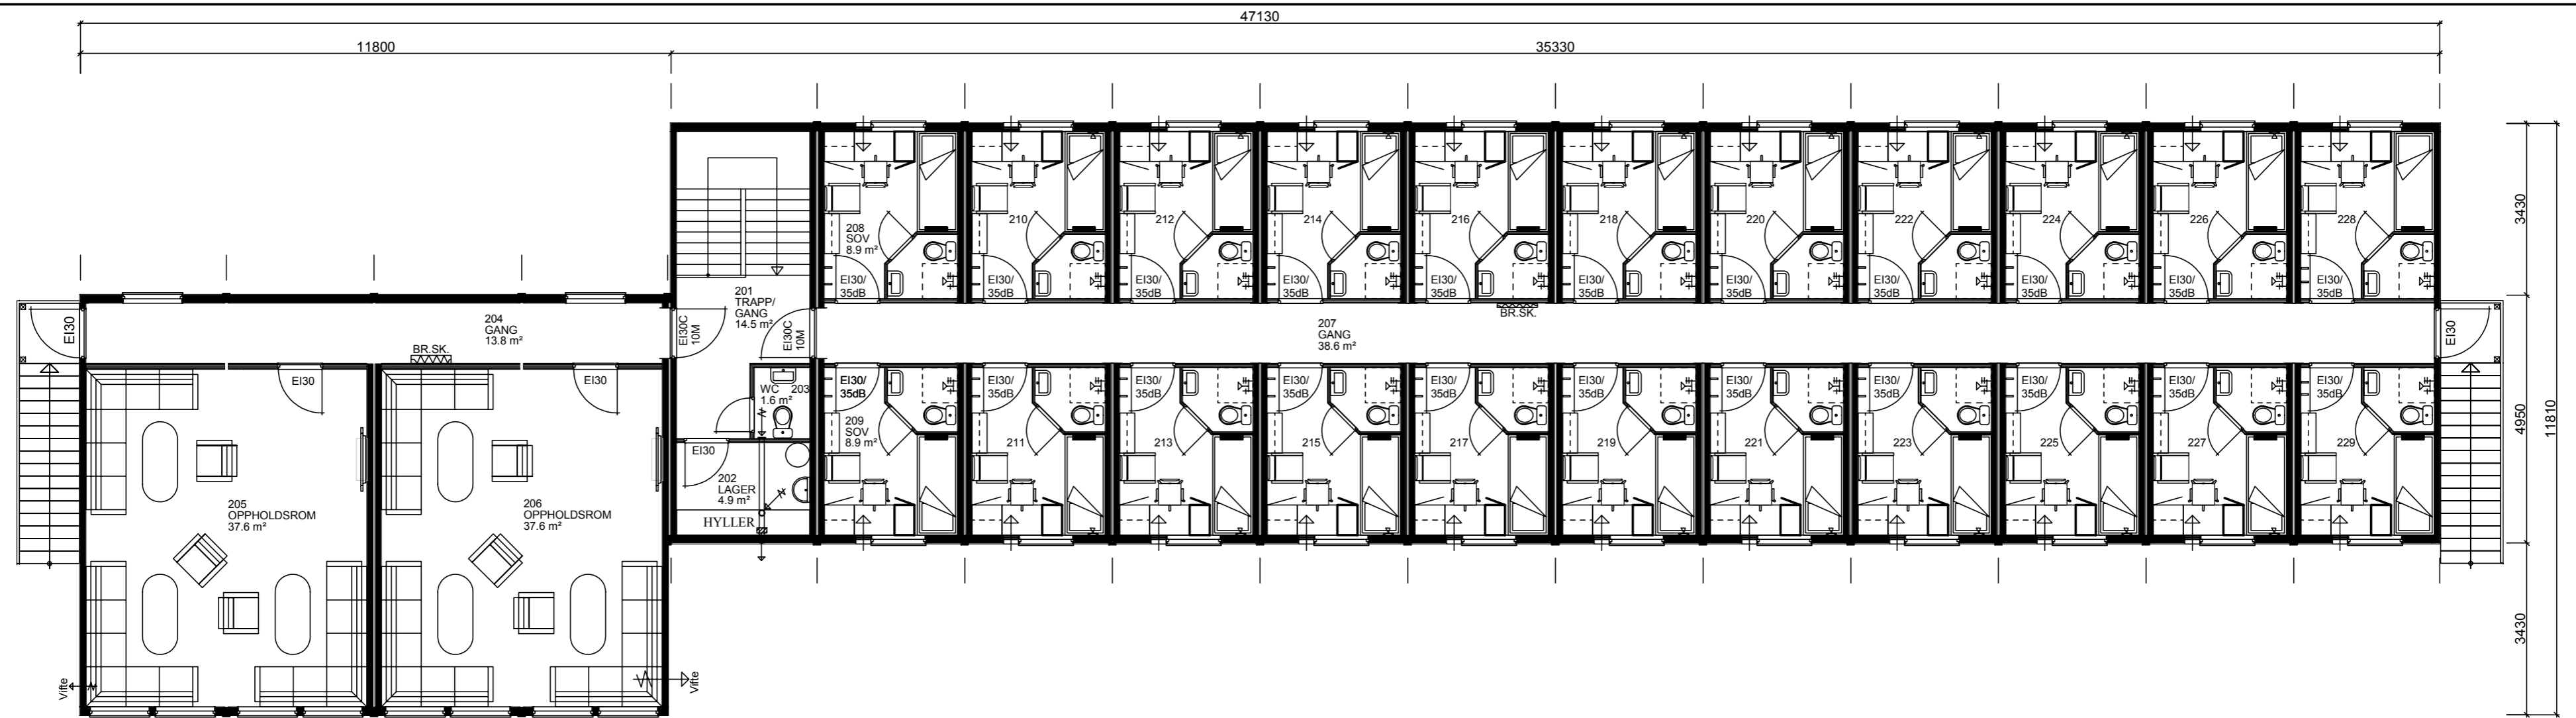 47130
11800
35330
208
SOV
8.9 m²
210
212
214
216
218
220
222
224
226
228
3430
EI30/
35dB
EI30/
35dB
EI30/
35dB
EI30/
35dB
EI30/
35dB
EI30/
35dB
EI30/
35dB
EI30/
35dB
EI30/
35dB
EI30/
35dB
EI30/
35dB
201
TRAPP/
GANG
14.5 m²
EI30
204
GANG
13.8 m²
EI30C
10M
EI30C
10M
BR.SK.
207
GANG
38.6 m²
BR.SK.
EI30
EI30
EI30
WC 203
1.6 m²
EI30/
35dB
EI30/
35dB
EI30/
35dB
EI30/
35dB
EI30/
35dB
EI30/
35dB
EI30/
35dB
EI30/
35dB
EI30/
35dB
EI30/
35dB
EI30/
35dB
4950
11810
209
SOV
8.9 m²
211
213
215
217
219
221
223
225
227
229
EI30
202
LAGER
4.9 m²
HYLLER
205
OPPHOLDSROM
37.6 m²
206
OPPHOLDSROM
37.6 m²
3430
Vifte
Vifte